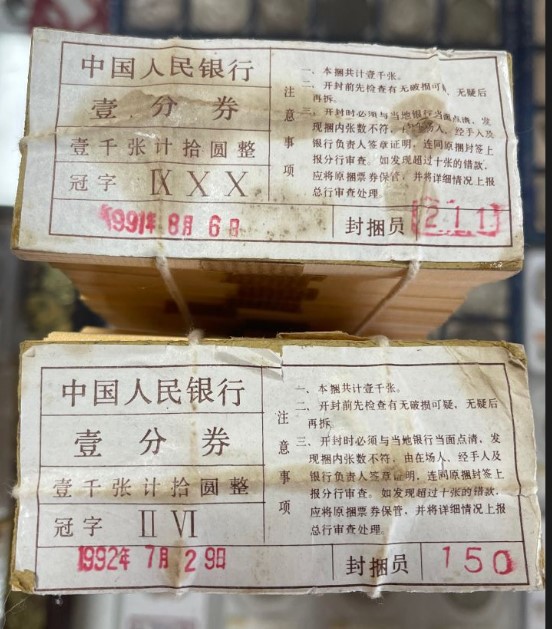 中国人民银行
壹分券
壹千张计拾圆整
冠字 ⅨⅩⅩ
1991年8月6日
注意事项
一、本捆共计壹千张。
二、开封前先检查有无破损可疑，无疑后
再拆。
三、开封时必须与当地银行当面点清，发
现捆内张数不符，由在场人、经手人及
银行负责人签章证明，连同原捆封签上
报分行审查。如发现超过十张的错款，
应将原捆票券保管，并将详细情况上报
总行审查处理。
封捆员 211
中国人民银行
壹分券
壹千张计拾圆整
冠字 ⅡⅥ
1992年7月29日
注意事项
一、本捆共计壹千张。
二、开封前先检查有无破损可疑，无疑后
再拆。
三、开封时必须与当地银行当面点清，发
现捆内张数不符，由在场人、经手人及
银行负责人签章证明，连同原捆封签上
报分行审查。如发现超过十张的错款，
应将原捆票券保管，并将详细情况上报
总行审查处理。
封捆员 150